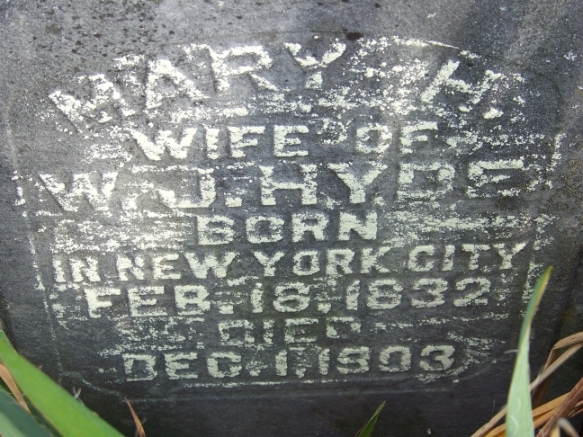 MARY H.
WIFE OF
W.J. HYDE
BORN
IN NEW YORK CITY
FEB. 18, 1832
DIED
DEC. 1, 1903